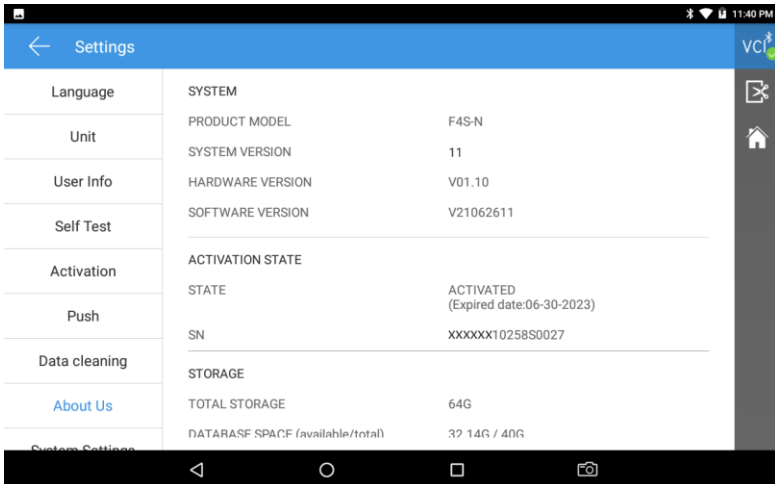 11:40 PM
Settings
VCI
Language
Unit
User Info
Self Test
Activation
Push
Data cleaning
About Us
System Settings
SYSTEM
PRODUCT MODEL F4S-N
SYSTEM VERSION 11
HARDWARE VERSION V01.10
SOFTWARE VERSION V21062611
ACTIVATION STATE
STATE ACTIVATED
(Expired date:06-30-2023)
SN XXXXXX10258S0027
STORAGE
TOTAL STORAGE 64G
DATABASE SPACE (available/total) 32.14G / 40G